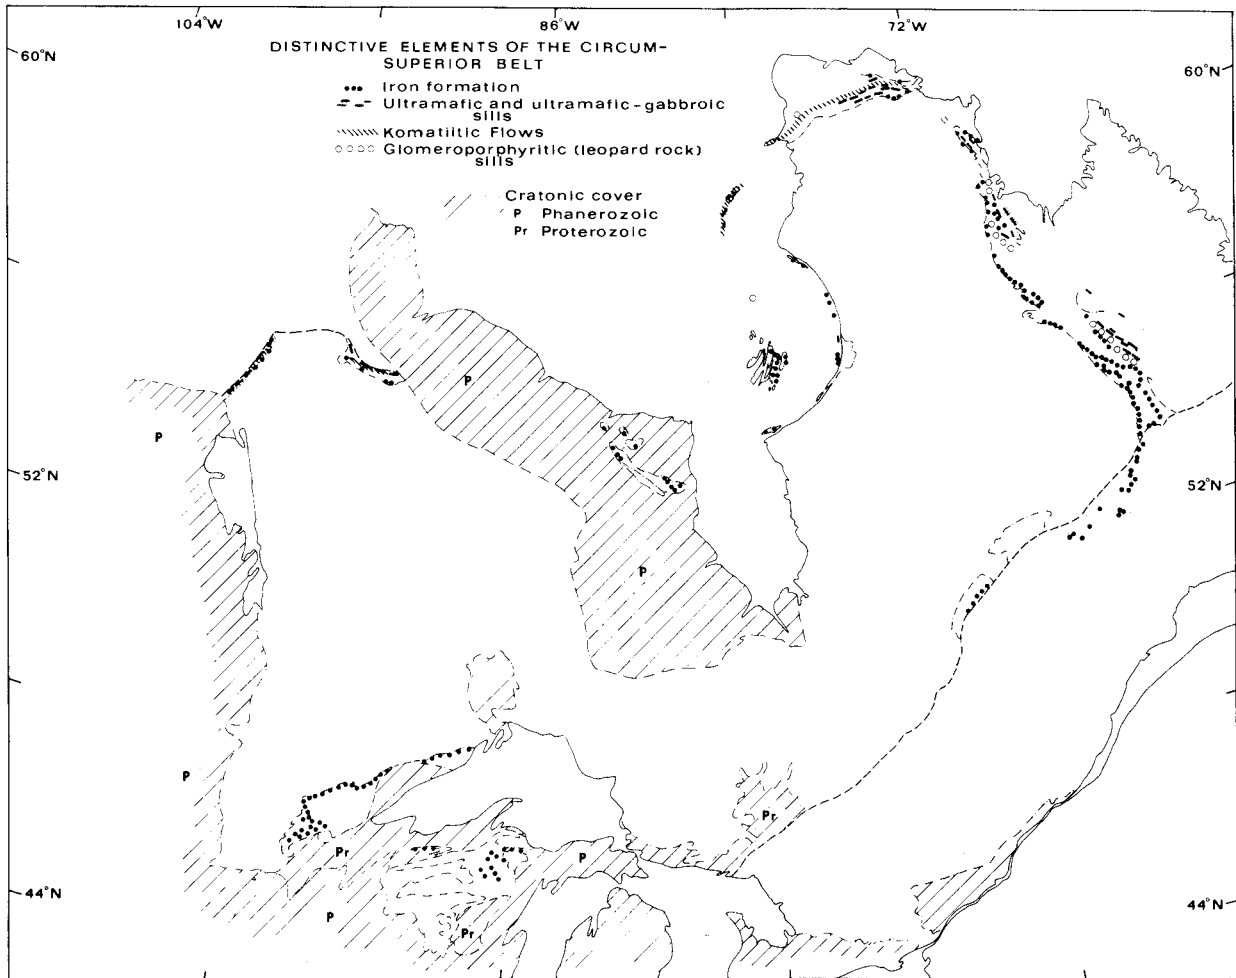 104°W 86°W 72°W
60°N 60°N
DISTINCTIVE ELEMENTS OF THE CIRCUM-
SUPERIOR BELT
Iron formation
Ultramafic and ultramafic-gabbroic
sills
Komatiitic Flows
Glomeroporphyritic (leopard rock)
sills
Cratonic cover
P Phanerozoic
Pr Proterozoic
P
P
52°N 52°N
P
P
Pr
Pr P
44°N 44°N
P
Pr